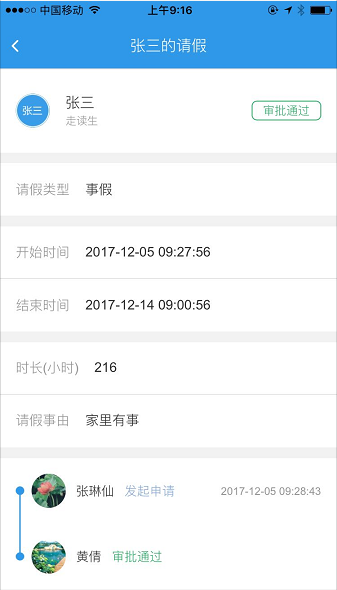 中国移动 上午9:16
张三的请假
张三 张三 审批通过
走读生
请假类型 事假
开始时间 2017-12-05 09:27:56
结束时间 2017-12-14 09:00:56
时长(小时) 216
请假事由 家里有事
张琳仙 发起申请 2017-12-05 09:28:43
黄倩 审批通过